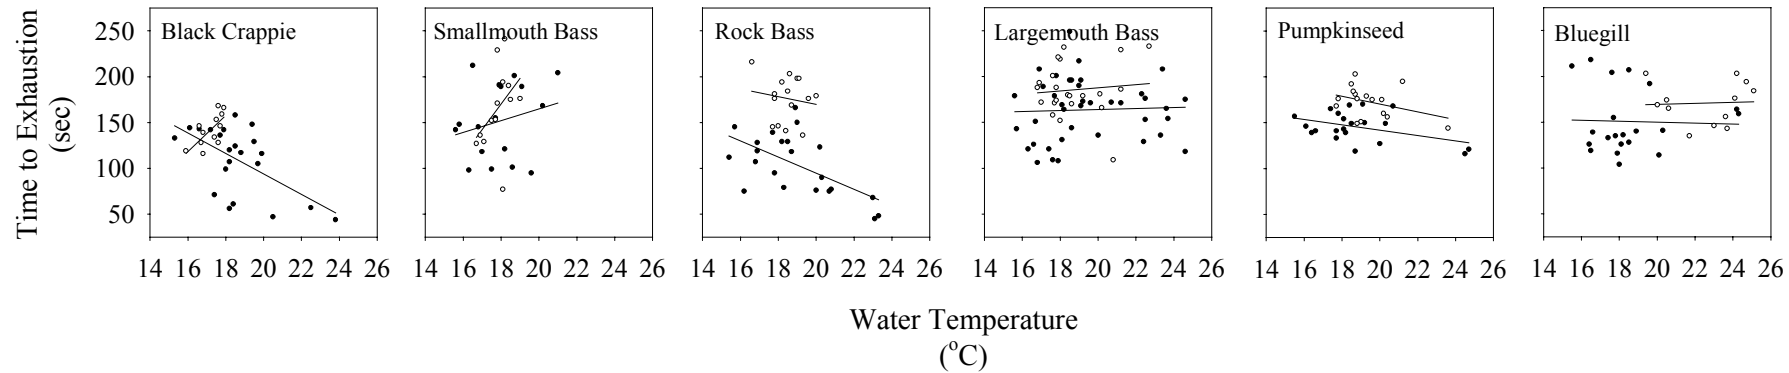 Time to Exhaustion
(sec)
250
200
150
100
50
Black Crappie
Smallmouth Bass
Rock Bass
Largemouth Bass
Pumpkinseed
Bluegill
14 16 18 20 22 24 26
14 16 18 20 22 24 26
14 16 18 20 22 24 26
14 16 18 20 22 24 26
14 16 18 20 22 24 26
14 16 18 20 22 24 26
Water Temperature
(°C)